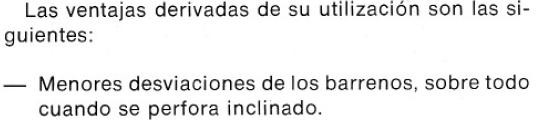 Las ventajas derivadas de su utilización son las si-
guientes:
— Menores desviaciones de los barrenos, sobre todo
cuando se perfora inclinado.